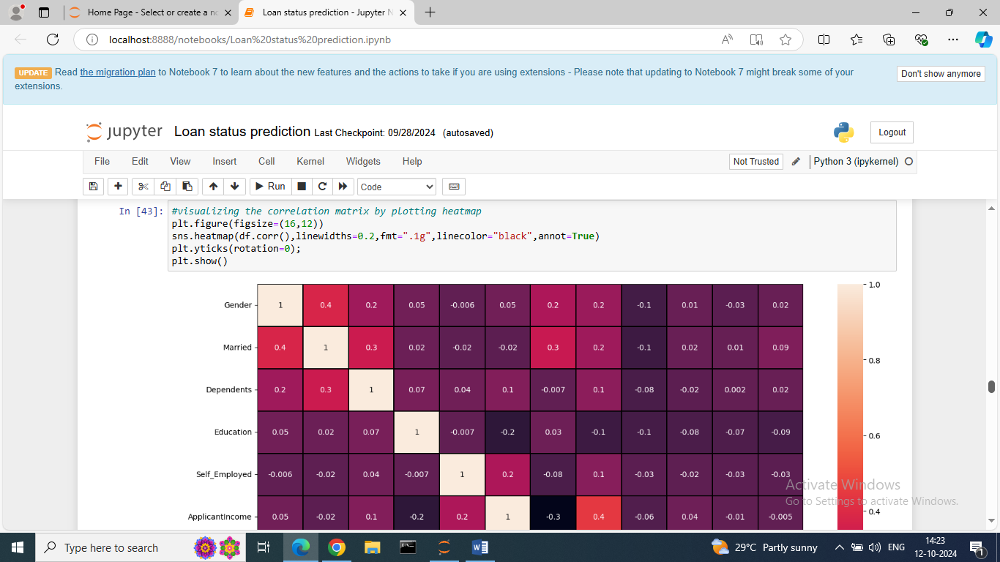 Home Page - Select or create a no
Loan status prediction - Jupyter N
localhost:8888/notebooks/Loan%20status%20prediction.ipynb
UPDATE Read the migration plan to Notebook 7 to learn about the new features and the actions to take if you are using extensions - Please note that updating to Notebook 7 might break some of your
extensions.
Don't show anymore
jupyter Loan status prediction Last Checkpoint: 09/28/2024 (autosaved)
Logout
File Edit View Insert Cell Kernel Widgets Help
Not Trusted Python 3 (ipykernel)
Run Code
In [43]: #visualizing the correlation matrix by plotting heatmap
plt.figure(figsize=(16,12))
sns.heatmap(df.corr(),linewidths=0.2,fmt=".1g",linecolor="black",annot=True)
plt.yticks(rotation=0);
plt.show()
1.0
Gender 1 0.4 0.2 0.05 -0.006 0.05 0.2 0.2 -0.1 0.01 -0.03 0.02
Married 0.4 1 0.3 0.02 -0.02 -0.02 0.3 0.2 -0.1 0.02 0.01 0.09
0.8
Dependents 0.2 0.3 1 0.07 0.04 0.1 -0.007 0.1 -0.08 -0.02 0.002 0.02
Education 0.05 0.02 0.07 1 -0.007 -0.2 0.03 -0.1 -0.1 -0.08 -0.07 -0.09
0.6
Self_Employed -0.006 -0.02 0.04 -0.007 1 0.2 -0.08 0.1 -0.03 -0.02 -0.03 -0.03
Activate Windows
Go to Settings to activate Windows.
0.4
ApplicantIncome 0.05 -0.02 0.1 -0.2 0.2 1 -0.3 0.4 -0.06 0.04 -0.01 -0.005
Type here to search
29°C Partly sunny
ENG
14:23
12-10-2024
1